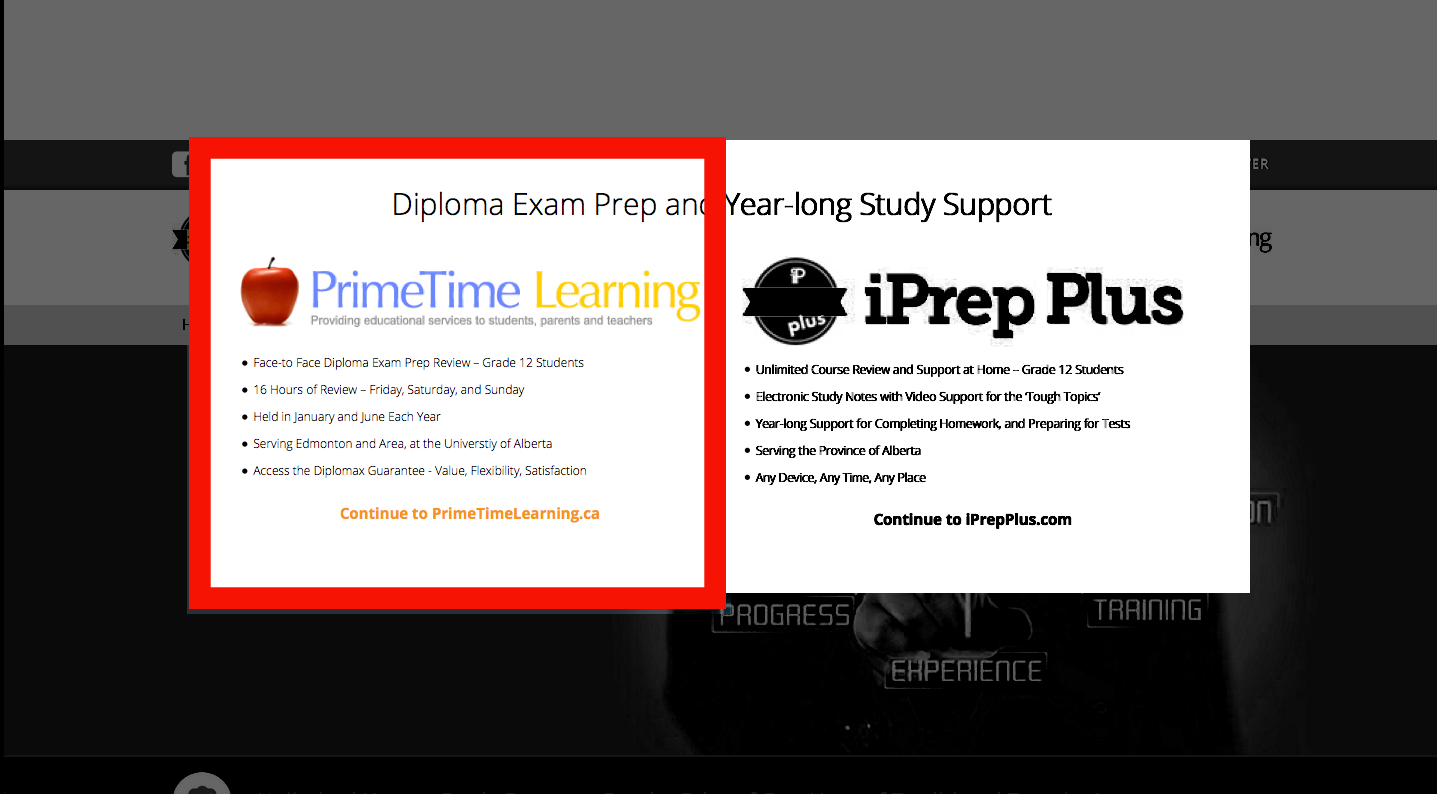 Diploma Exam Prep and Year-long Study Support
PrimeTime Learning
Providing educational services to students, parents and teachers
• Face-to Face Diploma Exam Prep Review – Grade 12 Students
• 16 Hours of Review – Friday, Saturday, and Sunday
• Held in January and June Each Year
• Serving Edmonton and Area, at the Universtiy of Alberta
• Access the Diplomax Guarantee - Value, Flexibility, Satisfaction
Continue to PrimeTimeLearning.ca
iP
plus
iPrep Plus
• Unlimited Course Review and Support at Home – Grade 12 Students
• Electronic Study Notes with Video Support for the 'Tough Topics'
• Year-long Support for Completing Homework, and Preparing for Tests
• Serving the Province of Alberta
• Any Device, Any Time, Any Place
Continue to iPrepPlus.com
PROGRESS
TRAINING
EXPERIENCE